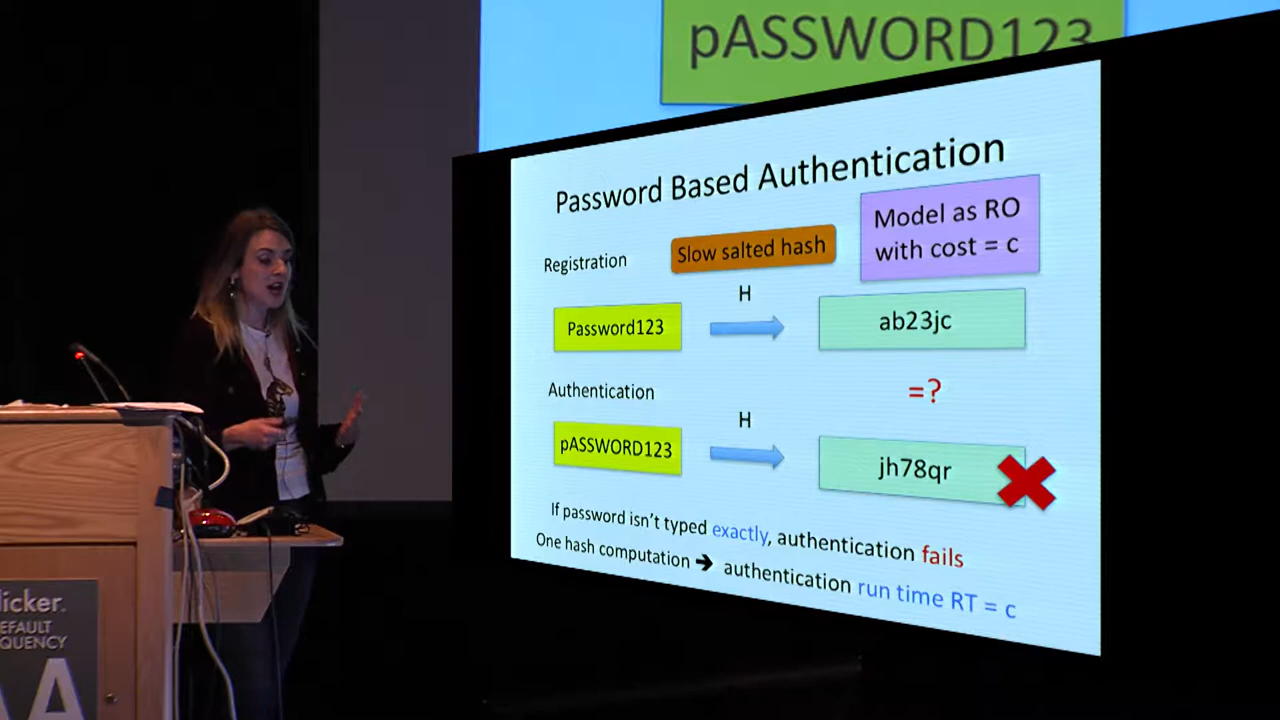 pASSWORD123
Password Based Authentication
Registration
Slow salted hash
Model as RO
with cost = c
H
Password123
ab23jc
Authentication
=?
H
pASSWORD123
jh78qr
If password isn't typed exactly, authentication fails
One hash computation ➔ authentication run time RT = c
licker.
EFAULT
QUENCY
AA